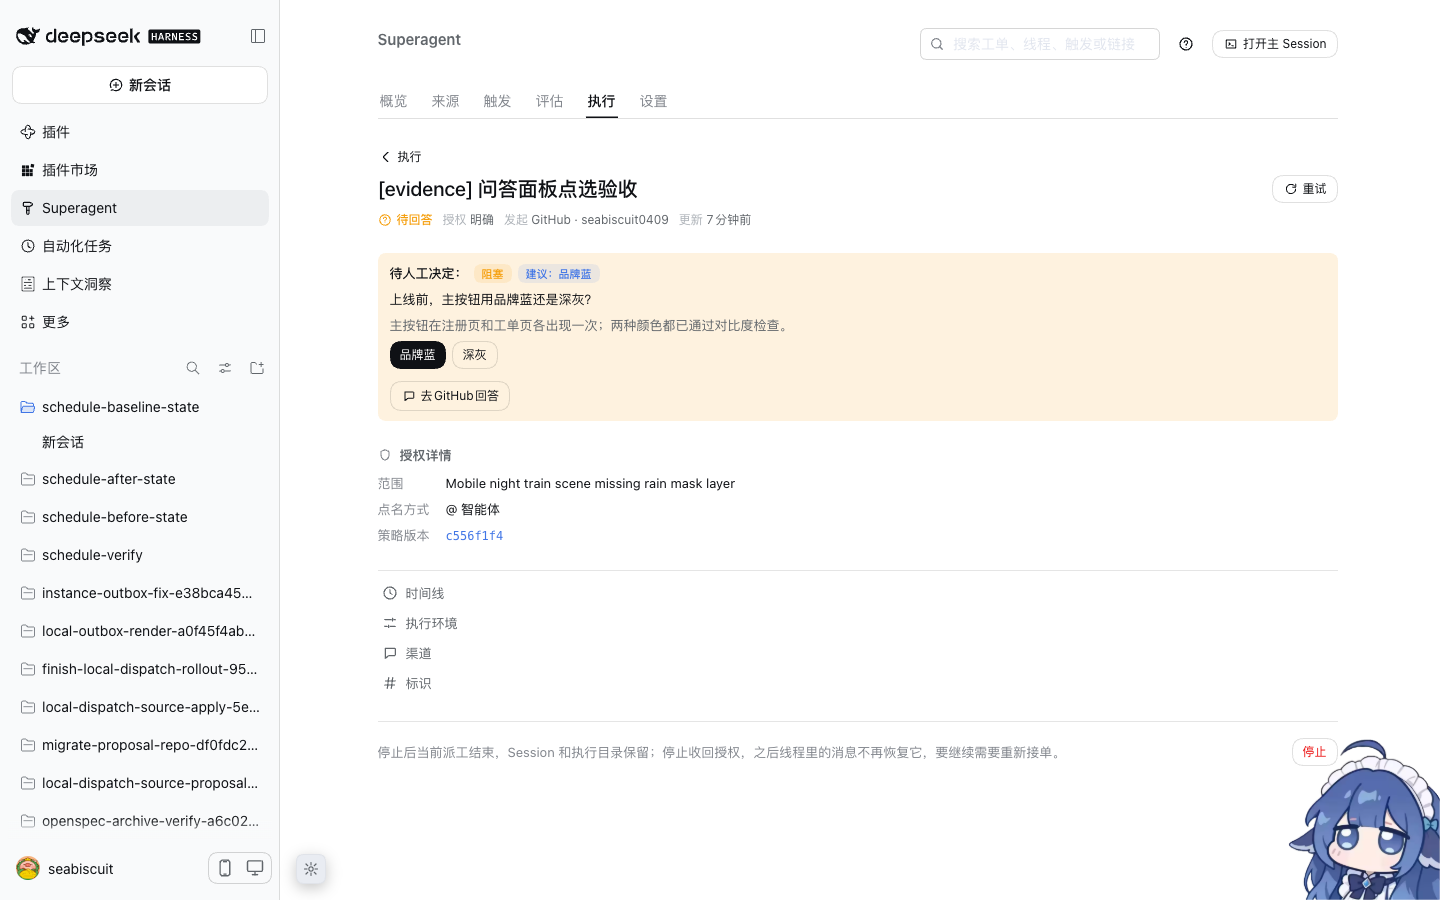 deepseek HARNESS
新会话
插件
插件市场
Superagent
自动化任务
上下文洞察
更多
工作区
schedule-baseline-state
新会话
schedule-after-state
schedule-before-state
schedule-verify
instance-outbox-fix-e38bca45...
local-outbox-render-a0f45f4ab...
finish-local-dispatch-rollout-95...
local-dispatch-source-apply-5e...
migrate-proposal-repo-df0fdc2...
local-dispatch-source-proposal...
openspec-archive-verify-a6c02...
seabiscuit
Superagent
搜索工单、线程、触发或链接
打开主 Session
概览 来源 触发 评估 执行 设置
执行
[evidence] 问答面板点选验收
重试
待回答 授权 明确 发起 GitHub · seabiscuit0409 更新 7 分钟前
待人工决定： 阻塞 建议：品牌蓝
上线前，主按钮用品牌蓝还是深灰？
主按钮在注册页和工单页各出现一次；两种颜色都已通过对比度检查。
品牌蓝 深灰
去 GitHub 回答
授权详情
范围 Mobile night train scene missing rain mask layer
点名方式 @ 智能体
策略版本 c556f1f4
时间线
执行环境
渠道
标识
停止后当前派工结束，Session 和执行目录保留；停止收回授权，之后线程里的消息不再恢复它，要继续需要重新接单。
停止